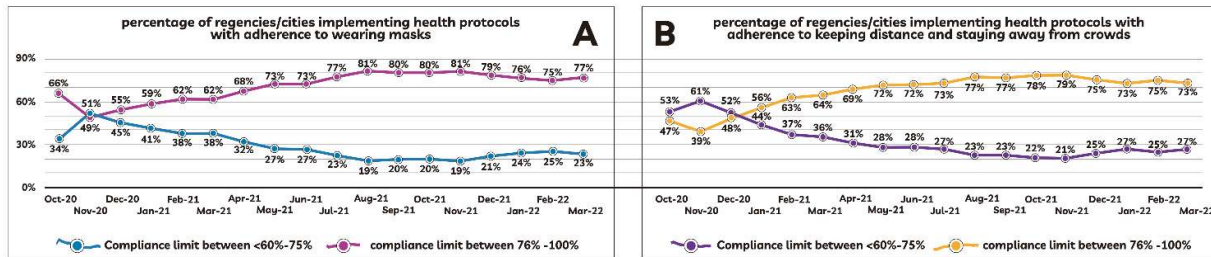 percentage of regencies/cities implementing health protocols
with adherence to wearing masks
A
90%
60%
30%
0%
66%
51%
55%
59%
62%
62%
68%
73%
73%
77%
81%
80%
80%
81%
79%
76%
75%
77%
34%
49%
45%
41%
38%
38%
32%
27%
27%
23%
19%
20%
20%
19%
21%
24%
25%
23%
Oct-20
Nov-20
Dec-20
Jan-21
Feb-21
Mar-21
Apr-21
May-21
Jun-21
Jul-21
Aug-21
Sep-21
Oct-21
Nov-21
Dec-21
Jan-22
Feb-22
Mar-22
Compliance limit between <60%-75%
compliance limit between 76% -100%
B
percentage of regencies/cities implementing health protocols with
adherence to keeping distance and staying away from crowds
53%
61%
52%
56%
63%
64%
69%
72%
72%
73%
77%
77%
78%
79%
75%
73%
75%
73%
47%
39%
48%
44%
37%
36%
31%
28%
28%
27%
23%
23%
22%
21%
25%
27%
25%
27%
Oct-20
Nov-20
Dec-20
Jan-21
Feb-21
Mar-21
Apr-21
May-21
Jun-21
Jul-21
Aug-21
Sep-21
Oct-21
Nov-21
Dec-21
Jan-22
Feb-22
Mar-22
Compliance limit between <60%-75%
compliance limit between 76% -100%